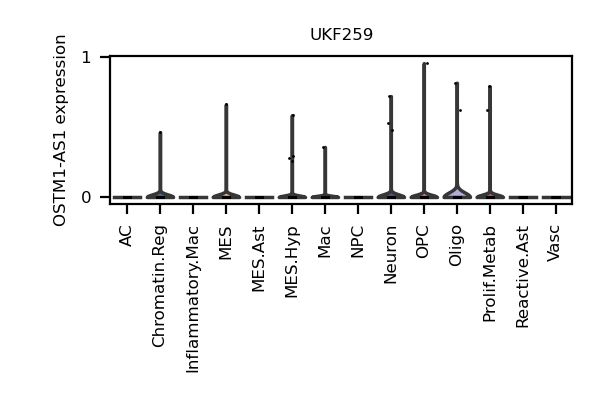 UKF259
OSTM1-AS1 expression
1
0
AC
Chromatin.Reg
Inflammatory.Mac
MES
MES.Ast
MES.Hyp
Mac
NPC
Neuron
OPC
Oligo
Prolif.Metab
Reactive.Ast
Vasc